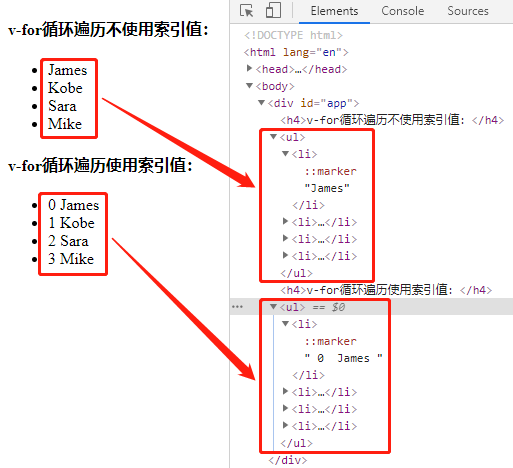 v-for循环遍历不使用索引值：
James
Kobe
Sara
Mike
v-for循环遍历使用索引值：
0 James
1 Kobe
2 Sara
3 Mike
Elements Console Sources
<!DOCTYPE html>
<html lang="en">
<head>…</head>
<body>
<div id="app">
<h4>v-for循环遍历不使用索引值：</h4>
<ul>
<li>
::marker
"James"
</li>
<li>…</li>
<li>…</li>
<li>…</li>
</ul>
<h4>v-for循环遍历使用索引值：</h4>
… <ul> == $0
<li>
::marker
" 0  James "
</li>
<li>…</li>
<li>…</li>
<li>…</li>
</ul>
</div>